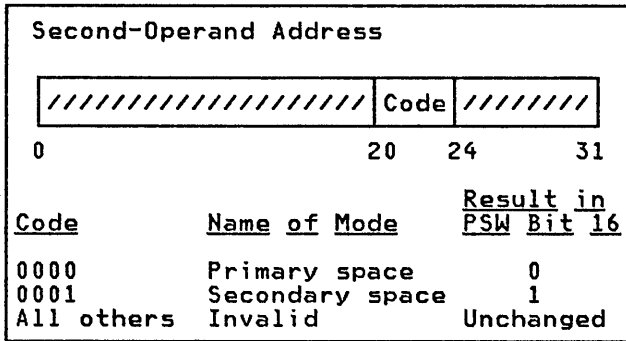 Second-Operand Address
////////////////////Code////////
0 20 24 31
Result in
Code Name of Mode PSW Bit 16
0000 Primary space 0
0001 Secondary space 1
All others Invalid Unchanged